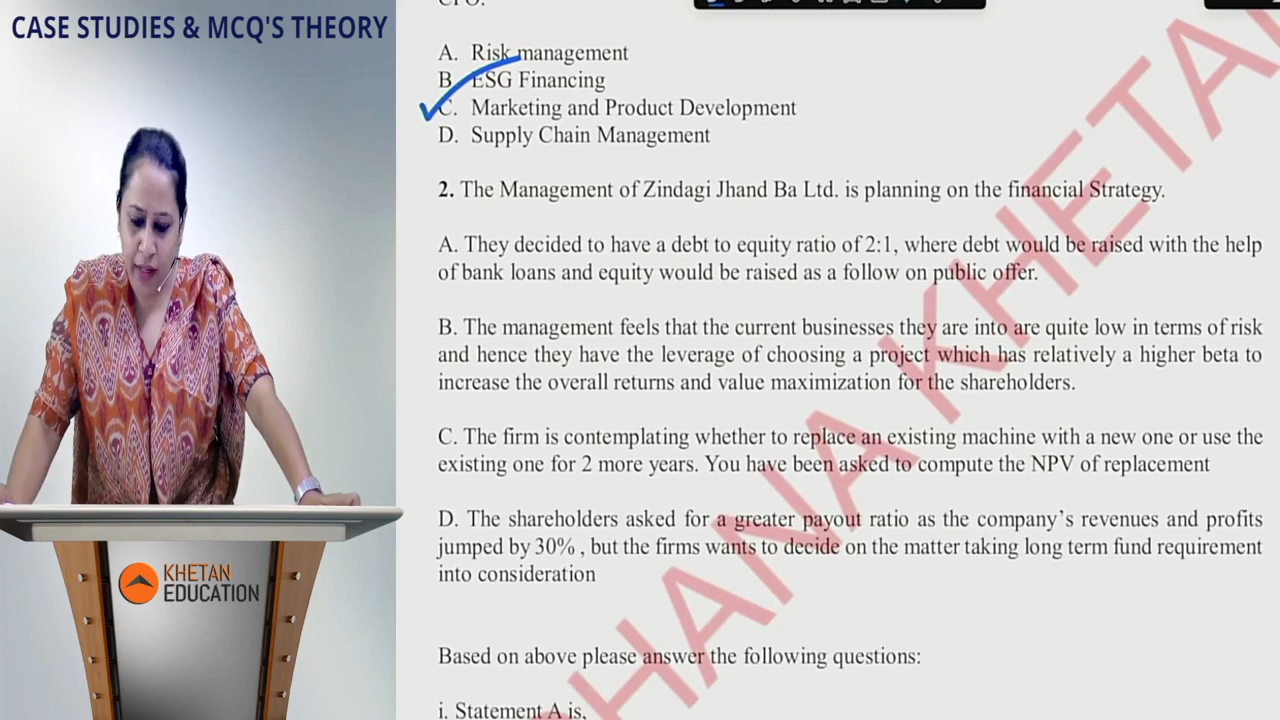 CASE STUDIES & MCQ'S THEORY
A. Risk management
B. ESG Financing
C. Marketing and Product Development
D. Supply Chain Management
2. The Management of Zindagi Jhand Ba Ltd. is planning on the financial Strategy.
A. They decided to have a debt to equity ratio of 2:1, where debt would be raised with the help
of bank loans and equity would be raised as a follow on public offer.
B. The management feels that the current businesses they are into are quite low in terms of risk
and hence they have the leverage of choosing a project which has relatively a higher beta to
increase the overall returns and value maximization for the shareholders.
C. The firm is contemplating whether to replace an existing machine with a new one or use the
existing one for 2 more years. You have been asked to compute the NPV of replacement
D. The shareholders asked for a greater payout ratio as the company’s revenues and profits
jumped by 30% , but the firms wants to decide on the matter taking long term fund requirement
into consideration
Based on above please answer the following questions:
i. Statement A is,
KHETAN
EDUCATION
HANA KHETA